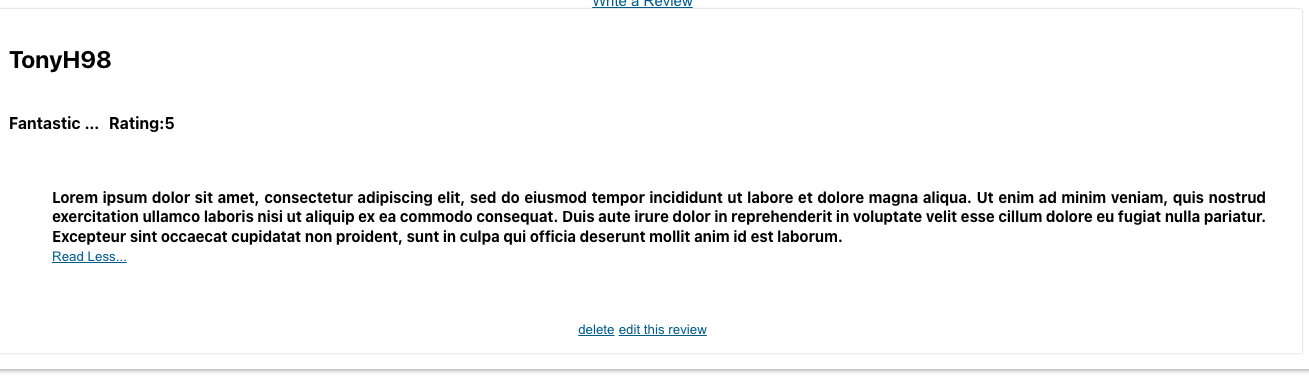 Write a Review
TonyH98
Fantastic ... Rating:5
Lorem ipsum dolor sit amet, consectetur adipiscing elit, sed do eiusmod tempor incididunt ut labore et dolore magna aliqua. Ut enim ad minim veniam, quis nostrud
exercitation ullamco laboris nisi ut aliquip ex ea commodo consequat. Duis aute irure dolor in reprehenderit in voluptate velit esse cillum dolore eu fugiat nulla pariatur.
Excepteur sint occaecat cupidatat non proident, sunt in culpa qui officia deserunt mollit anim id est laborum.
Read Less...
delete edit this review